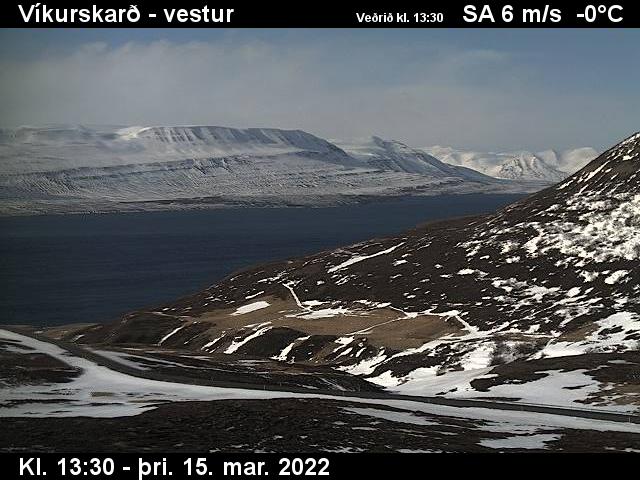 Víkurskarð - vestur Veðrið kl. 13:30 SA 6 m/s -0°C
Kl. 13:30 - þri. 15. mar. 2022